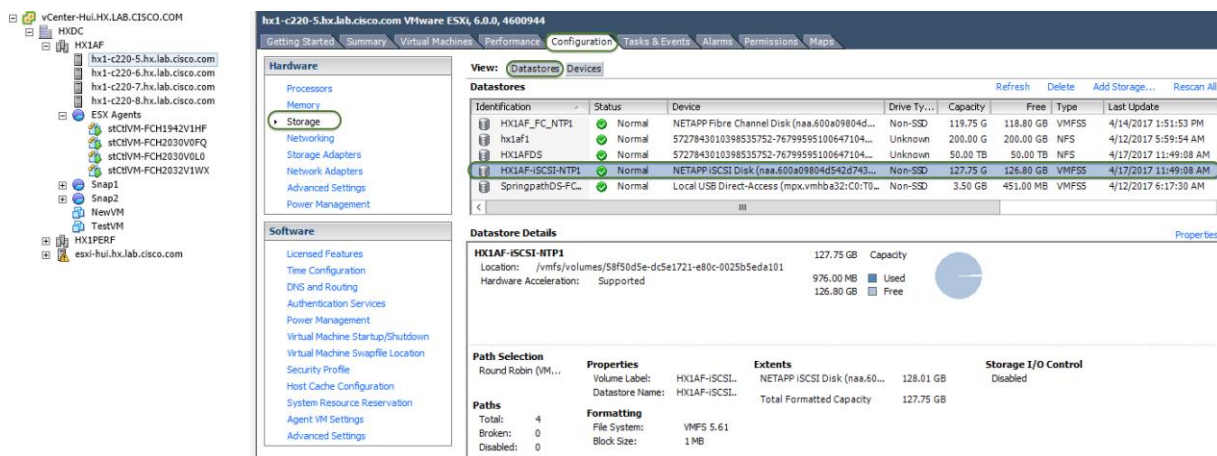 vCenter-Hui.HX.LAB.CISCO.COM
HXDC
HX1AF
hx1-c220-5.hx.lab.cisco.com
hx1-c220-6.hx.lab.cisco.com
hx1-c220-7.hx.lab.cisco.com
hx1-c220-8.hx.lab.cisco.com
ESX Agents
stCtlVM-FCH1942V1HF
stCtlVM-FCH2030V0FQ
stCtlVM-FCH2030V0L0
stCtlVM-FCH2032V1WX
Snap1
Snap2
NewVM
TestVM
HX1PERF
esxi-hui.hx.lab.cisco.com
hx1-c220-5.hx.lab.cisco.com VMware ESXi, 6.0.0, 4600944
Getting Started Summary Virtual Machines Performance Configuration Tasks & Events Alarms Permissions Maps
Hardware
Processors
Memory
Storage
Networking
Storage Adapters
Network Adapters
Advanced Settings
Power Management
Software
Licensed Features
Time Configuration
DNS and Routing
Authentication Services
Power Management
Virtual Machine Startup/Shutdown
Virtual Machine Swapfile Location
Security Profile
Host Cache Configuration
System Resource Reservation
Agent VM Settings
Advanced Settings
View: Datastores Devices
Datastores Refresh Delete Add Storage... Rescan All
Identification Status Device Drive Ty... Capacity Free Type Last Update
HX1AF_FC_NTP1 Normal NETAPP Fibre Channel Disk (naa.600a09804d... Non-SSD 119.75 G 118.80 GB VMFS5 4/14/2017 1:51:53 PM
hx1af1 Normal 5727843010398535752-76799595100647104... Unknown 200.00 G 200.00 GB NFS 4/12/2017 5:59:54 AM
HX1AFDS Normal 5727843010398535752-76799595100647104... Unknown 50.00 TB 50.00 TB NFS 4/17/2017 11:49:08 AM
HX1AF-iSCSI-NTP1 Normal NETAPP iSCSI Disk (naa.600a09804d542d743... Non-SSD 127.75 G 126.80 GB VMFS5 4/17/2017 11:49:08 AM
SpringpathDS-FC... Normal Local USB Direct-Access (mpx.vmhba32:C0:T0... Non-SSD 3.50 GB 451.00 MB VMFS5 4/12/2017 6:17:30 AM
Datastore Details Properties
HX1AF-iSCSI-NTP1 127.75 GB Capacity
Location: /vmfs/volumes/58f50d5e-dc5e1721-e80c-0025b5eda101
Hardware Acceleration: Supported
976.00 MB Used
126.80 GB Free
Path Selection
Round Robin (VM...
Paths
Total: 4
Broken: 0
Disabled: 0
Properties
Volume Label: HX1AF-iSCSI..
Datastore Name: HX1AF-iSCSI..
Formatting
File System: VMFS 5.61
Block Size: 1 MB
Extents
NETAPP iSCSI Disk (naa.60... 128.01 GB
Total Formatted Capacity 127.75 GB
Storage I/O Control
Disabled